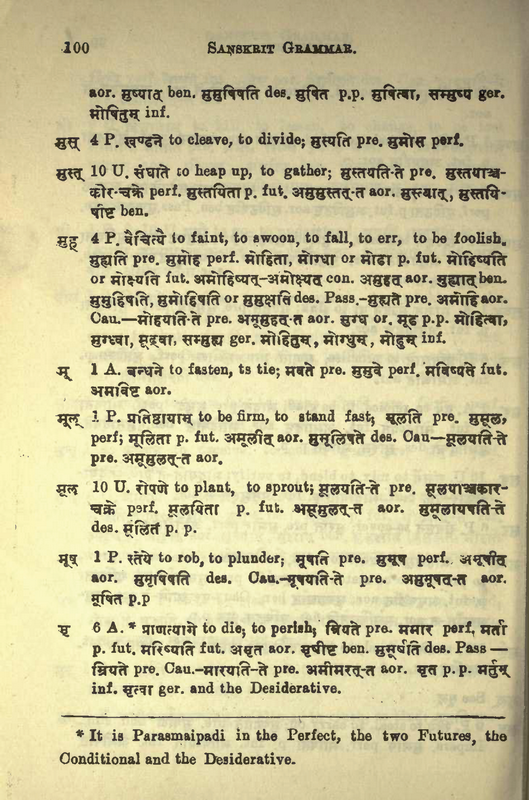 100 SANSKRIT GRAMMAR.
aor. मुष्यात् ben. मुमुषिषति des. मुषित p.p. मुषित्वा, सम्मुष्य ger.
मोषितुम् inf.
मुस् 4 P. खण्डने to cleave, to divide; मुस्यति pre. मुमोस perf.
मुस्त् 10 U. संघाते to heap up, to gather; मुस्तयति-ते pre. मुस्तयाञ्च-
कार-चक्रे perf. मुस्तयिता p. fut. अमुमुस्तत्-त aor. मुस्त्यात्, मुस्तयि-
षीष्ट ben.
मुह् 4 P. वैचित्ये to faint, to swoon, to fall, to err, to be foolish.
मुह्यति pre. मुमोह perf. मोहिता, मोग्धा or मोढा p. fut. मोहिष्यति
or मोक्ष्यति fut. अमोहिष्यत्-अमोक्ष्यत् con. अमुहत् aor. मुह्यात् ben.
मुमुहिषति, मुमोहिषति or मुमुक्षति des. Pass.-मुह्यते pre. अमोहि aor.
Cau.—मोहयति-ते pre. अमूमुहत्-त aor. मुग्ध or. मूढ p.p. मोहित्वा,
मुग्ध्वा, मूढ्वा, सम्मुह्य ger. मोहितुम्, मोग्धुम्, मोढुम् inf.
मू 1 A. बन्धने to fasten, ts tie; मवते pre. मुमुवे perf. मविष्यते fut.
अमविष्ट aor.
मूल् 1 P. प्रतिष्ठायाम् to be firm, to stand fast; मूलति pre. मुमूल,
perf; मूलिता p. fut. अमूलीत् aor. मुमूलिषते des. Cau—मूलयति-ते
pre. अमूमुलत्-त aor.
मूल 10 U. रोपणे to plant, to sprout; मूलयति-ते pre. मूलयाञ्चकार-
चक्रे perf. मूलयिता p. fut. अमूमुलत्-त aor. मुमूलायषति-ते
des. मूलित p. p.
मूष् 1 P. स्तेये to rob, to plunder; मूषति pre. मुमूष perf. अमूषीत्
aor. मुमूषिषति des. Cau.-मूषयति-ते pre. अमुमूषत्-त aor.
मूषित p.p
मृ 6 A. * प्राणत्यागे to die; to perish; म्रियते pre. ममार perf. मर्ता
p. fut. मरिष्यति fut. अमृत aor. मृषीष्ट ben. मुमूर्षति des. Pass—
म्रियते pre. Cau.-मारयति-ते pre. अमीमरत्-त aor. मृत p.p. मर्तुम्
inf. मृत्वा ger. and the Desiderative.
* It is Parasmaipadi in the Perfect, the two Futures, the
Conditional and the Desiderative.